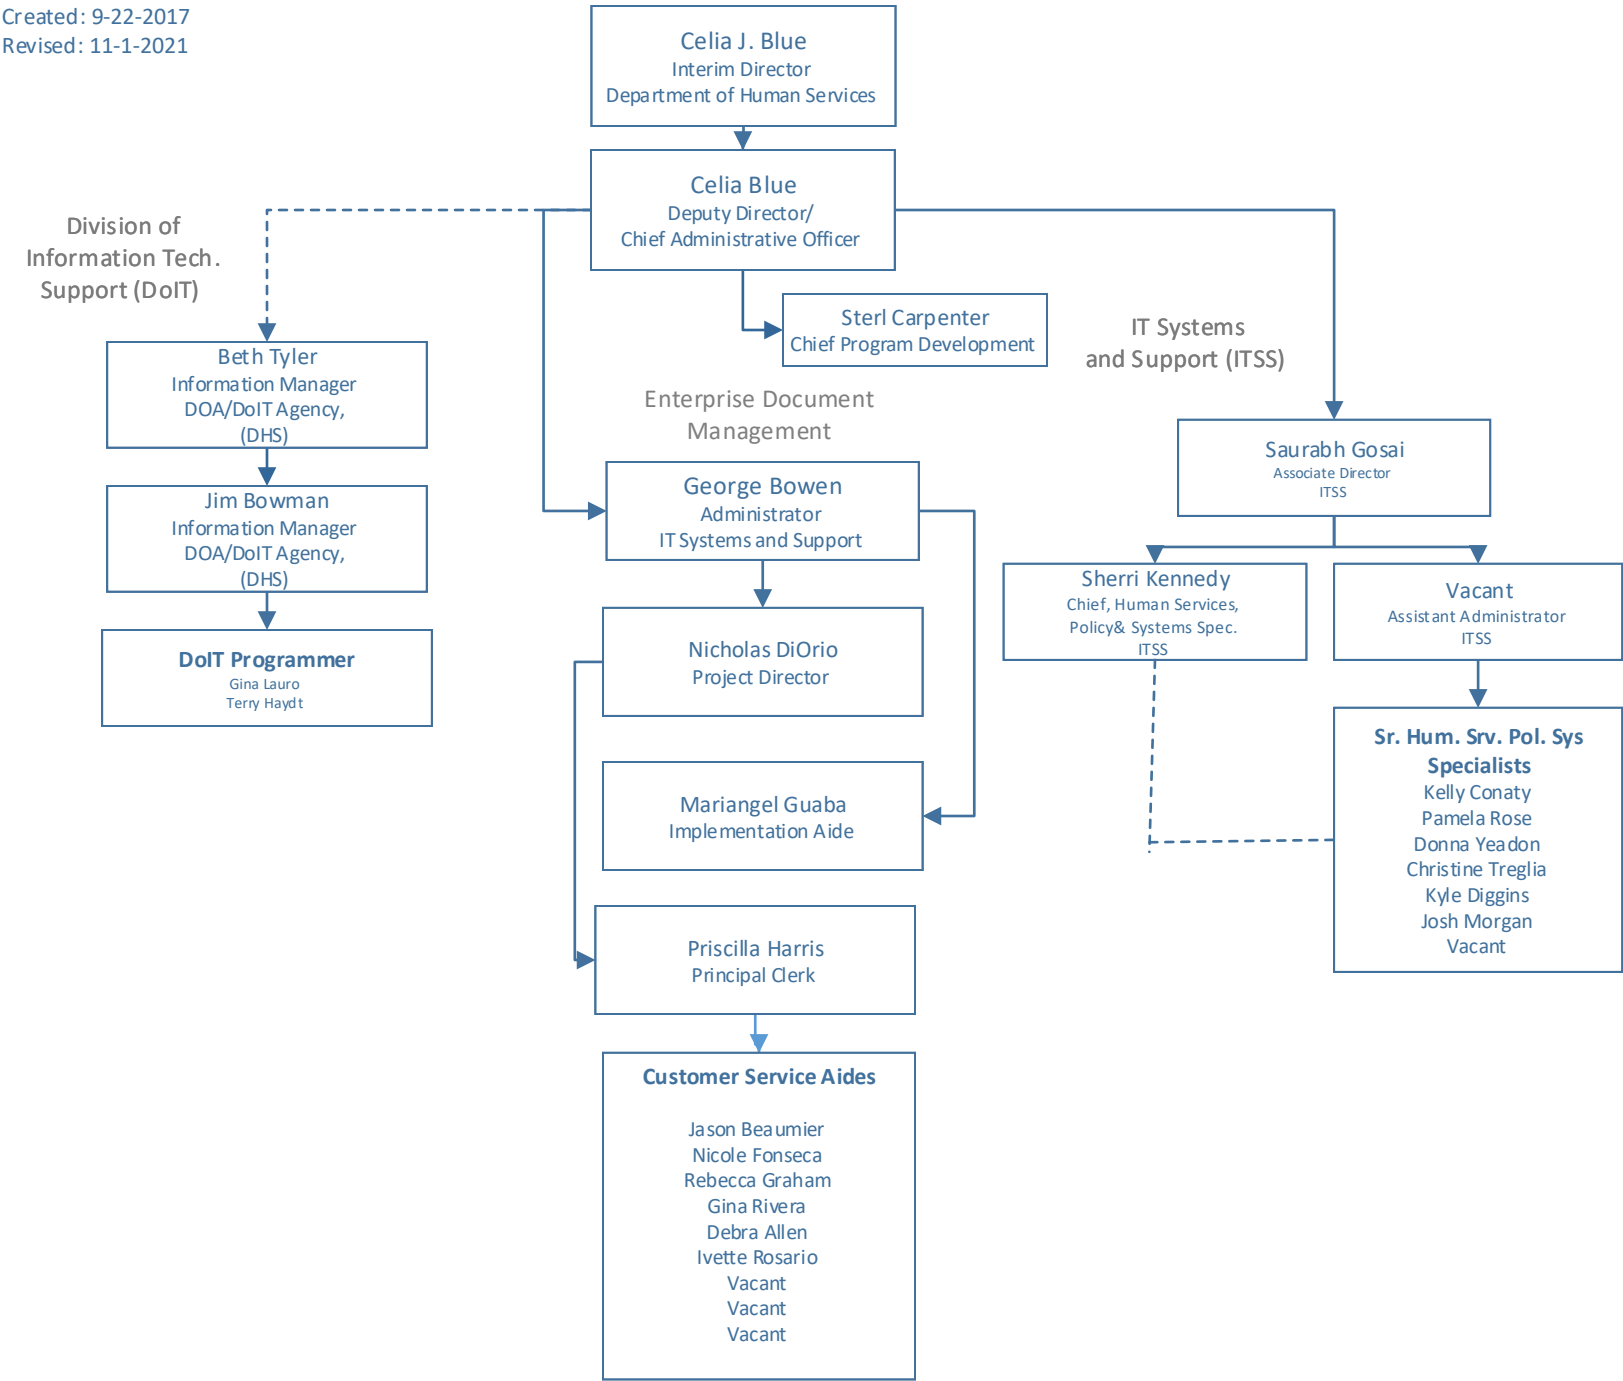 Created: 9-22-2017
Revised: 11-1-2021
Celia J. Blue
Interim Director
Department of Human Services
Celia Blue
Deputy Director/
Chief Administrative Officer
Division of
Information Tech.
Support (DoIT)
Sterl Carpenter
Chief Program Development
IT Systems
and Support (ITSS)
Beth Tyler
Information Manager
DOA/DoIT Agency,
(DHS)
Jim Bowman
Information Manager
DOA/DoIT Agency,
(DHS)
DoIT Programmer
Gina Lauro
Terry Haydt
Enterprise Document
Management
George Bowen
Administrator
IT Systems and Support
Nicholas DiOrio
Project Director
Mariangel Guaba
Implementation Aide
Priscilla Harris
Principal Clerk
Customer Service Aides
Jason Beaumier
Nicole Fonseca
Rebecca Graham
Gina Rivera
Debra Allen
Ivette Rosario
Vacant
Vacant
Vacant
Saurabh Gosai
Associate Director
ITSS
Sherri Kennedy
Chief, Human Services,
Policy& Systems Spec.
ITSS
Vacant
Assistant Administrator
ITSS
Sr. Hum. Srv. Pol. Sys
Specialists
Kelly Conaty
Pamela Rose
Donna Yeadon
Christine Treglia
Kyle Diggins
Josh Morgan
Vacant